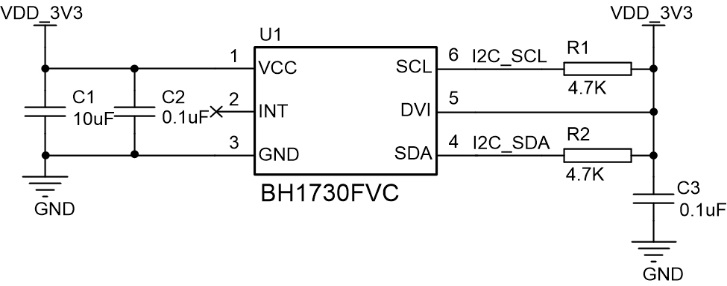 VDD_3V3
VDD_3V3
U1
1
VCC
SCL
6
I2C_SCL
R1
4.7K
C1
10uF
C2
0.1uF
2
INT
DVI
5
3
GND
SDA
4
I2C_SDA
R2
4.7K
BH1730FVC
GND
C3
0.1uF
GND